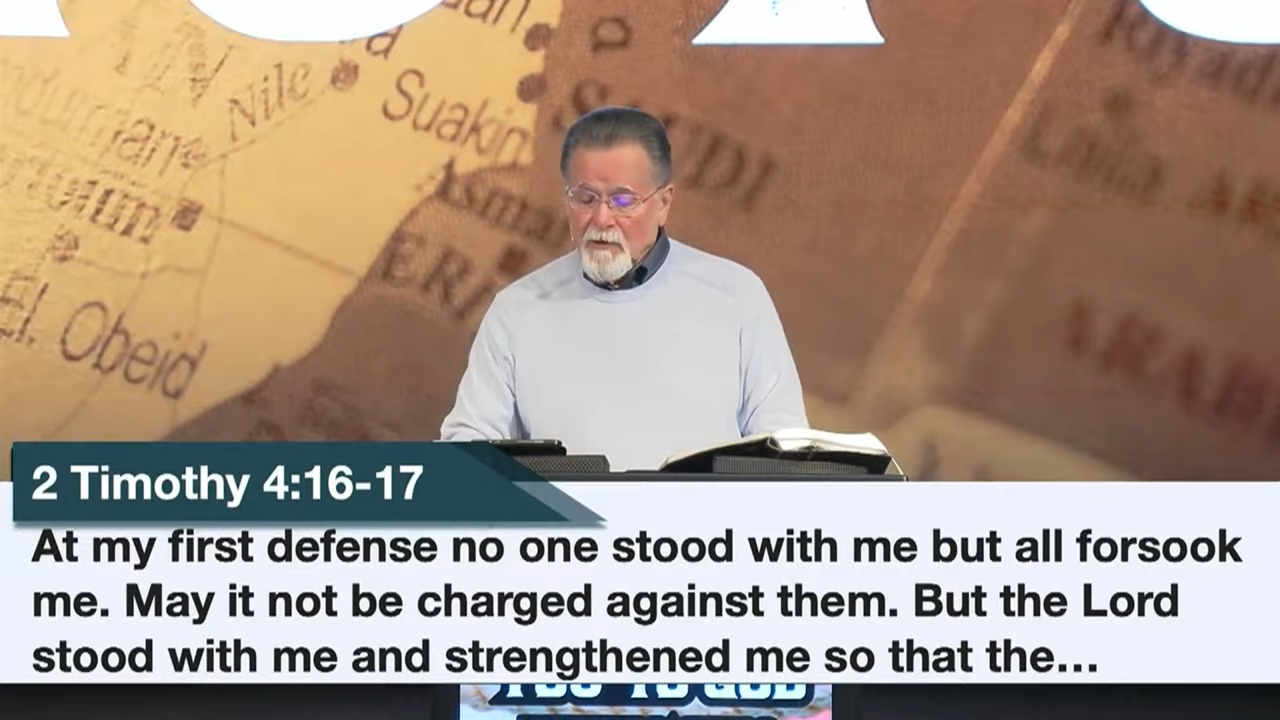 Nile
Suakin
Asma
ERI
El Obeid
2 Timothy 4:16-17
At my first defense no one stood with me but all forsook
me. May it not be charged against them. But the Lord
stood with me and strengthened me so that the...